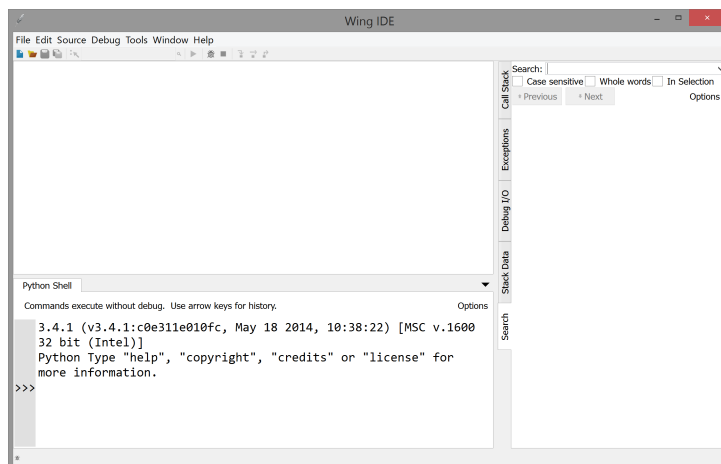 Wing IDE
File Edit Source Debug Tools Window Help
Search:
Case sensitive Whole words In Selection
Previous Next Options
Call Stack
Exceptions
Debug I/O
Stack Data
Search
Python Shell
Commands execute without debug. Use arrow keys for history. Options
3.4.1 (v3.4.1:c0e311e010fc, May 18 2014, 10:38:22) [MSC v.1600
32 bit (Intel)]
Python Type "help", "copyright", "credits" or "license" for
more information.
>>>